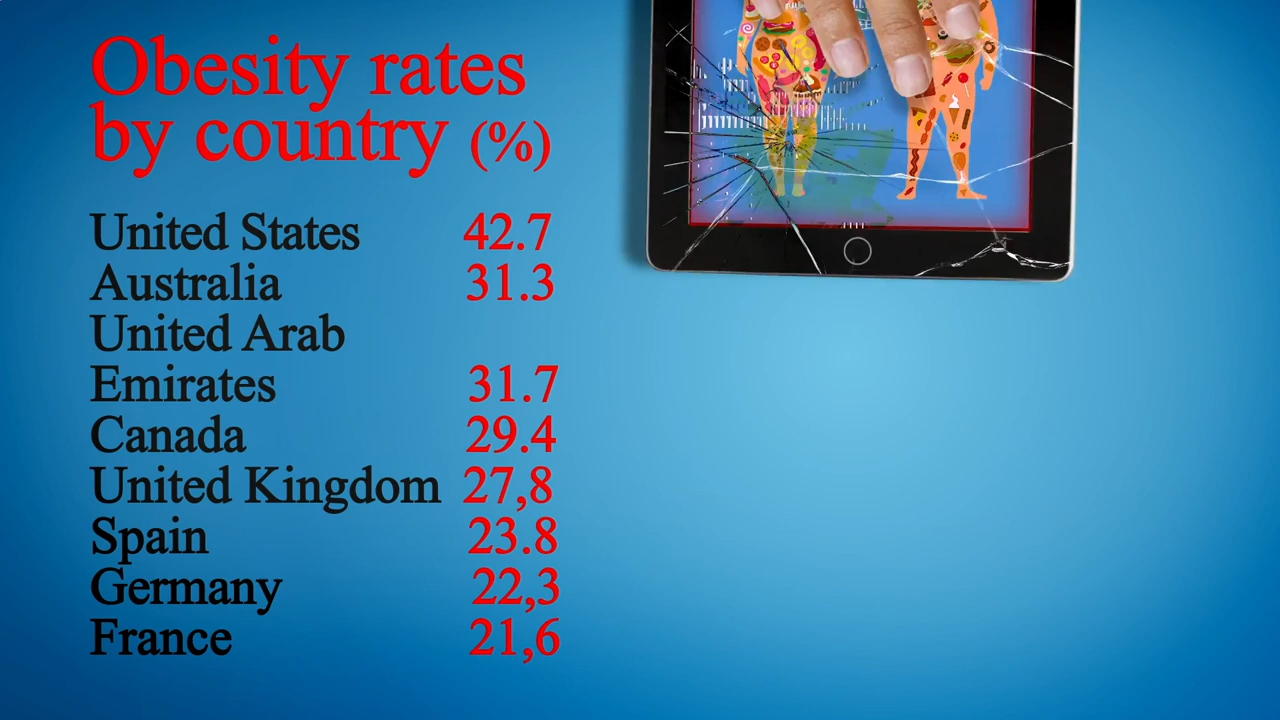 Obesity rates
by country (%)
United States 42.7
Australia 31.3
United Arab
Emirates 31.7
Canada 29.4
United Kingdom 27,8
Spain 23.8
Germany 22,3
France 21,6